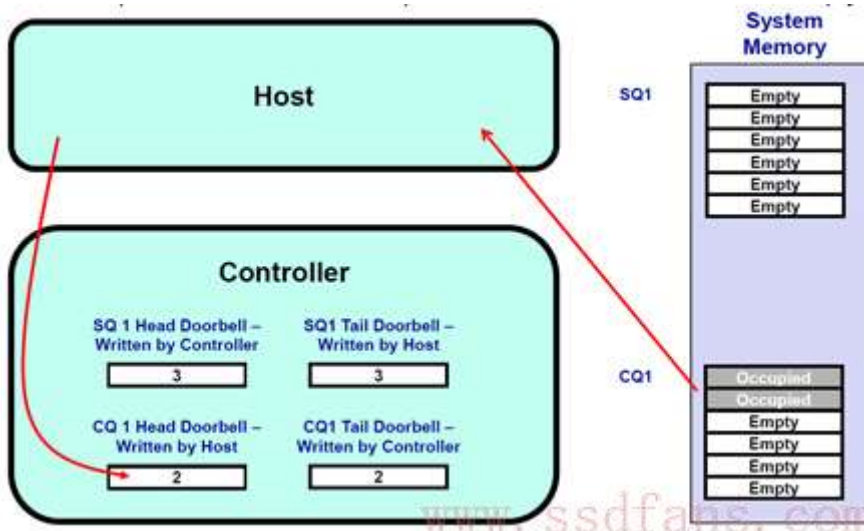 System
Memory
Host
SQ1
Empty
Empty
Empty
Empty
Empty
Empty
Controller
SQ 1 Head Doorbell –
Written by Controller
3
SQ1 Tail Doorbell –
Written by Host
3
CQ 1 Head Doorbell –
Written by Host
2
CQ1 Tail Doorbell –
Written by Controller
2
CQ1
Occupied
Occupied
Empty
Empty
Empty
Empty
www.ssdfans.com